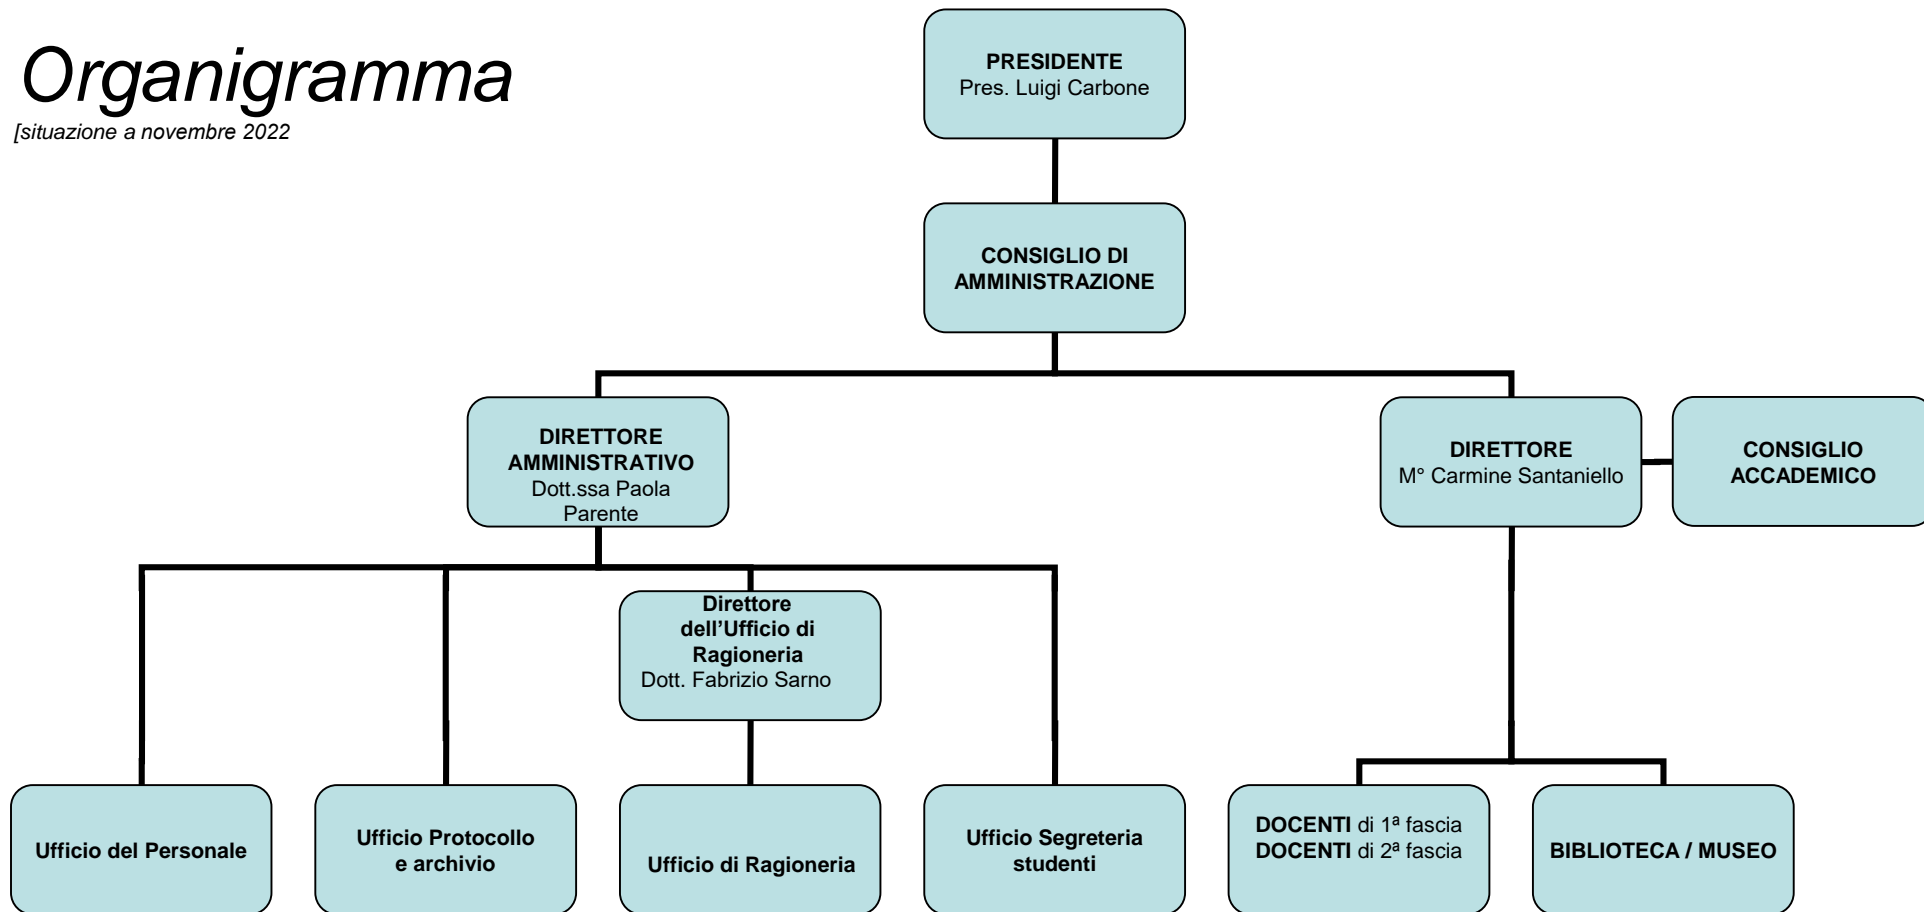 Organigramma
[situazione a novembre 2022
PRESIDENTE
Pres. Luigi Carbone
CONSIGLIO DI
AMMINISTRAZIONE
DIRETTORE
AMMINISTRATIVO
Dott.ssa Paola
Parente
DIRETTORE
M° Carmine Santaniello
CONSIGLIO
ACCADEMICO
Direttore
dell’Ufficio di
Ragioneria
Dott. Fabrizio Sarno
Ufficio del Personale
Ufficio Protocollo
e archivio
Ufficio di Ragioneria
Ufficio Segreteria
studenti
DOCENTI di 1ª fascia
DOCENTI di 2ª fascia
BIBLIOTECA / MUSEO